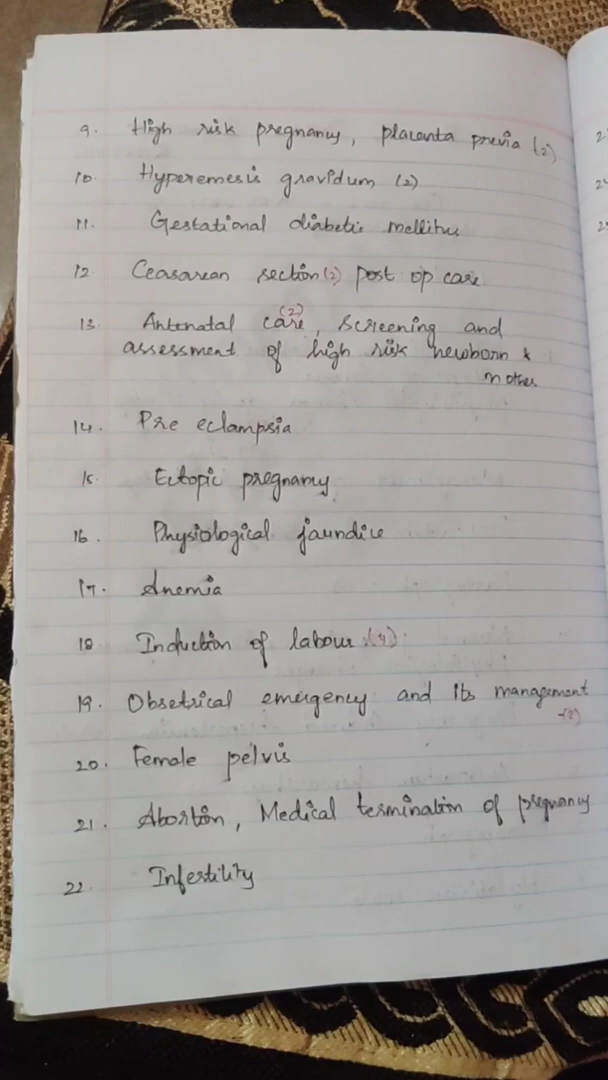 9. High risk pregnancy, placenta previa (2)
10. Hyperemesis gravidum (2)
11. Gestational diabetic mellitus
12. Ceasarean section (2) post op care
13. Antenatal care (2), screening and
assessment of high risk newborn &
mother
14. Pre eclampsia
15. Ectopic pregnancy
16. Physiological jaundice
17. Anemia
18 Induction of labour (4)
19. Obsetrical emergency and its management
-(2)
20. Female pelvis
21. Abortion, Medical termination of pregnancy
22. Infertility